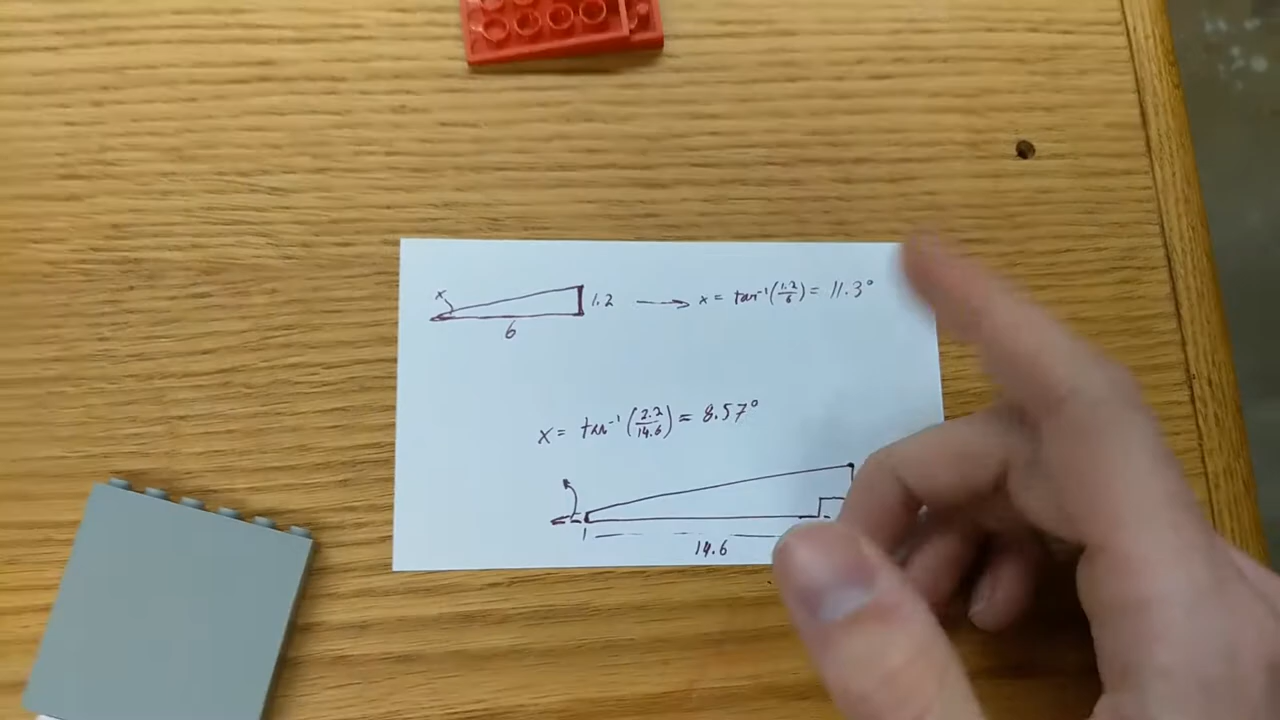 x
1.2 → x = tan⁻¹(1.2/6) = 11.3°
6
x = tan⁻¹(2.2/14.6) = 8.57°
1
14.6